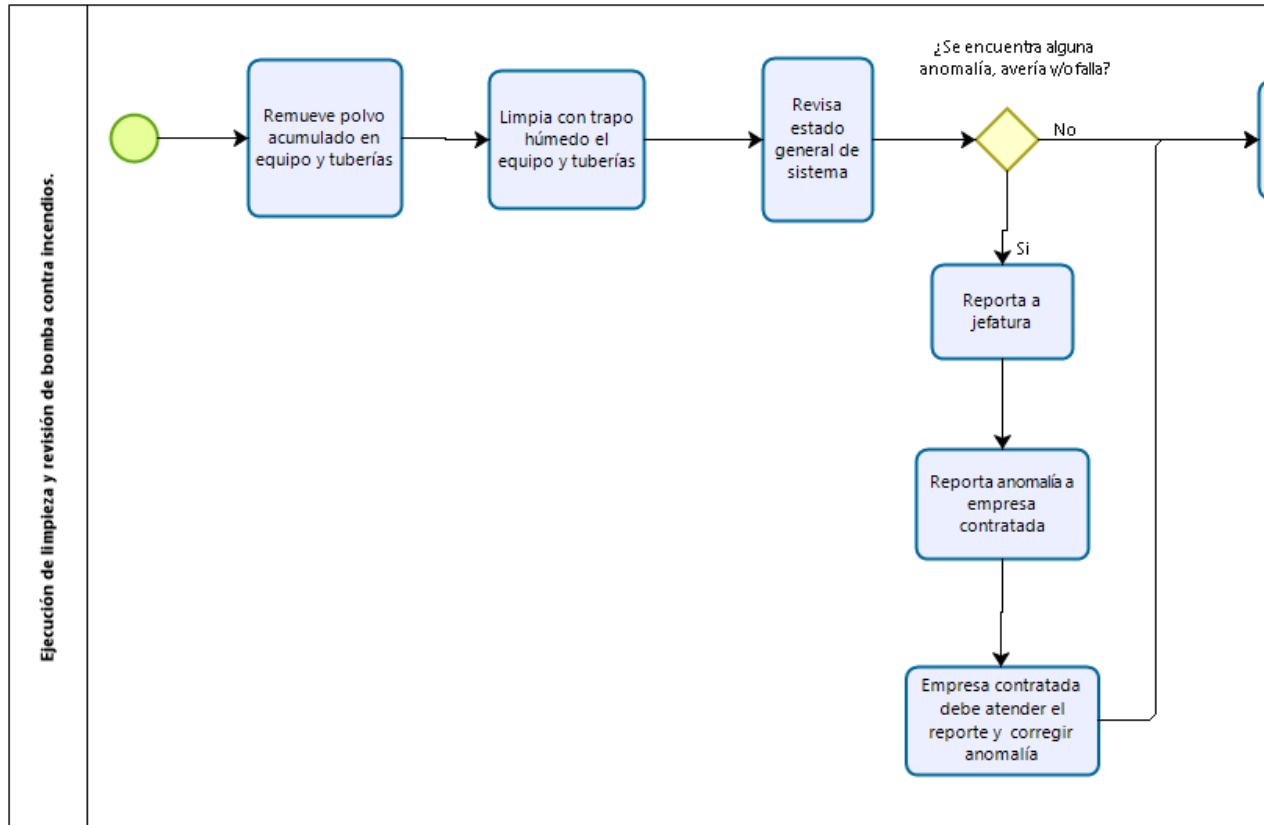 Ejecución de limpieza y revisión de bomba contra incendios.
Remueve polvo
acumulado en
equipo y tuberías
Limpia con trapo
húmedo el
equipo y tuberías
Revisa
estado
general de
sistema
¿Se encuentra alguna
anomalía, avería y/o falla?
No
Si
Reporta a
jefatura
Reporta anomalía a
empresa
contratada
Empresa contratada
debe atender el
reporte y corregir
anomalía